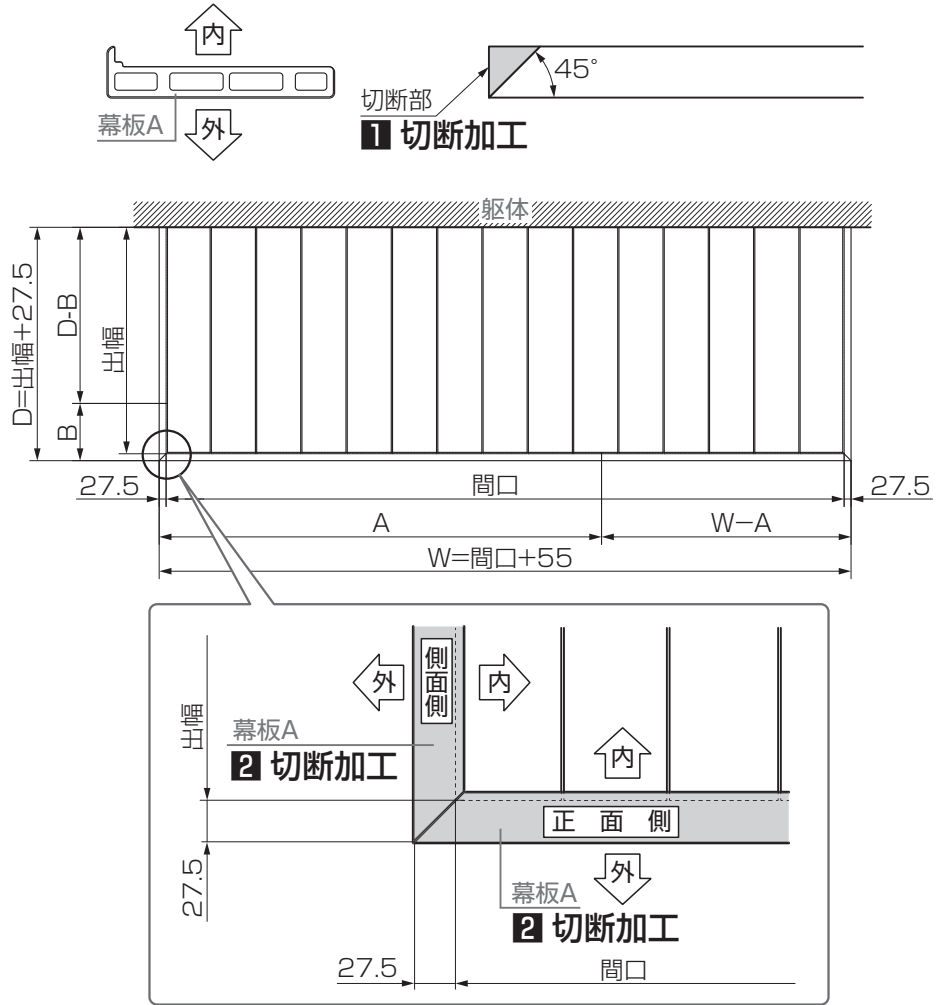 内
幕板A
外
45°
切断部
1 切断加工
躯体
D=出幅+27.5
D-B
出幅
B
27.5
間口
27.5
A
W−A
W=間口+55
外
側面側
内
出幅
幕板A
2 切断加工
内
正面側
27.5
外
幕板A
2 切断加工
27.5
間口